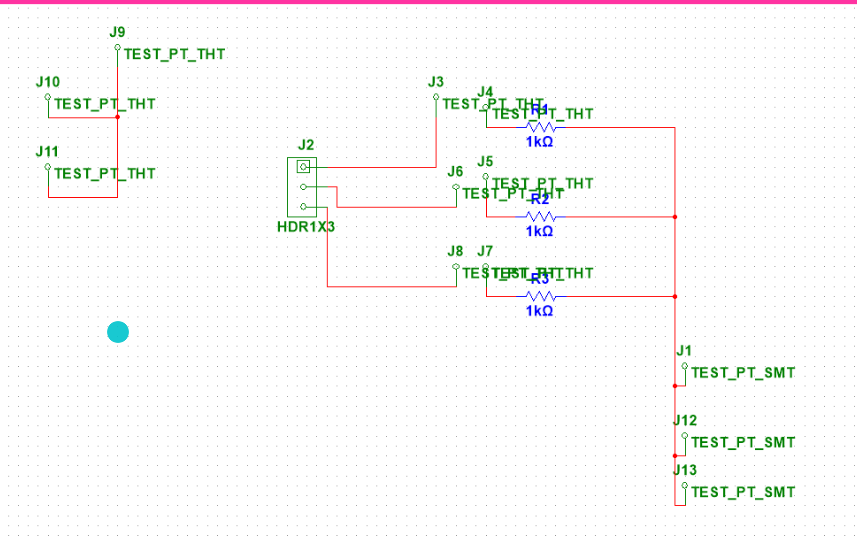 J9
TEST_PT_THT
J10
TEST_PT_THT
J11
TEST_PT_THT
J2
HDR1X3
J3
TEST_PT_THT
J4
TEST_PT_THT
R1
1kΩ
J6
TEST_PT_THT
J5
TEST_PT_THT
R2
1kΩ
J8
TEST_PT_THT
J7
TEST_PT_THT
R3
1kΩ
J1
TEST_PT_SMT
J12
TEST_PT_SMT
J13
TEST_PT_SMT